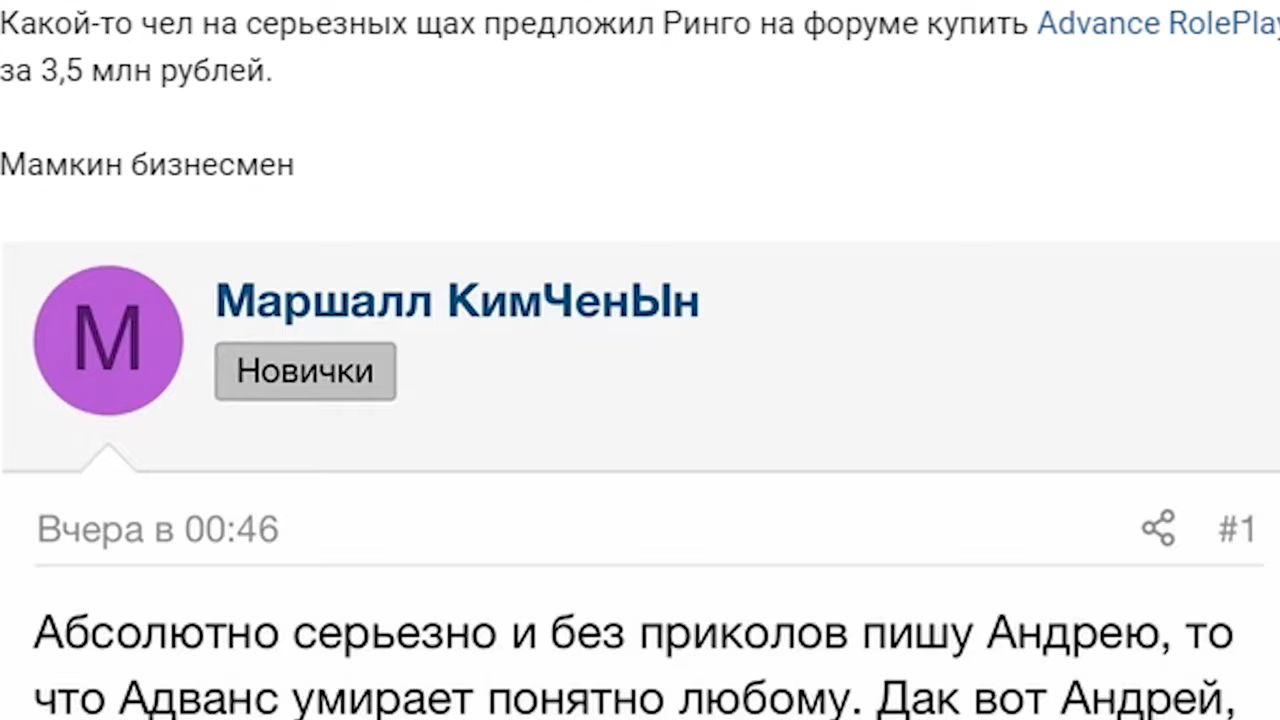 Какой-то чел на серьезных щах предложил Ринго на форуме купить Advance RolePlay
за 3,5 млн рублей.
Мамкин бизнесмен
М
Маршалл КимЧенЫн
Новички
Вчера в 00:46
#1
Абсолютно серьезно и без приколов пишу Андрею, то
что Адванс умирает понятно любому. Дак вот Андрей,